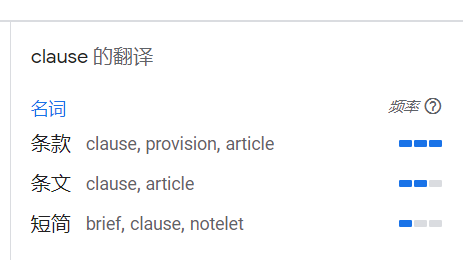 clause 的翻译
名词 频率 ?
条款 clause, provision, article
条文 clause, article
短简 brief, clause, notelet